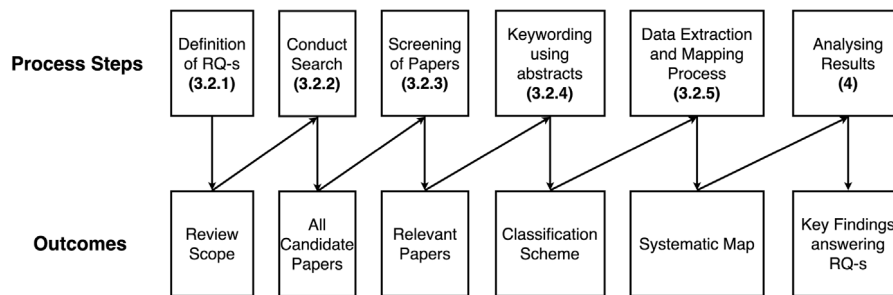 Process Steps
Definition
of RQ-s
(3.2.1)
Conduct
Search
(3.2.2)
Screening
of Papers
(3.2.3)
Keywording
using
abstracts
(3.2.4)
Data Extraction
and Mapping
Process
(3.2.5)
Analysing
Results
(4)
Outcomes
Review
Scope
All
Candidate
Papers
Relevant
Papers
Classification
Scheme
Systematic Map
Key Findings
answering
RQ-s